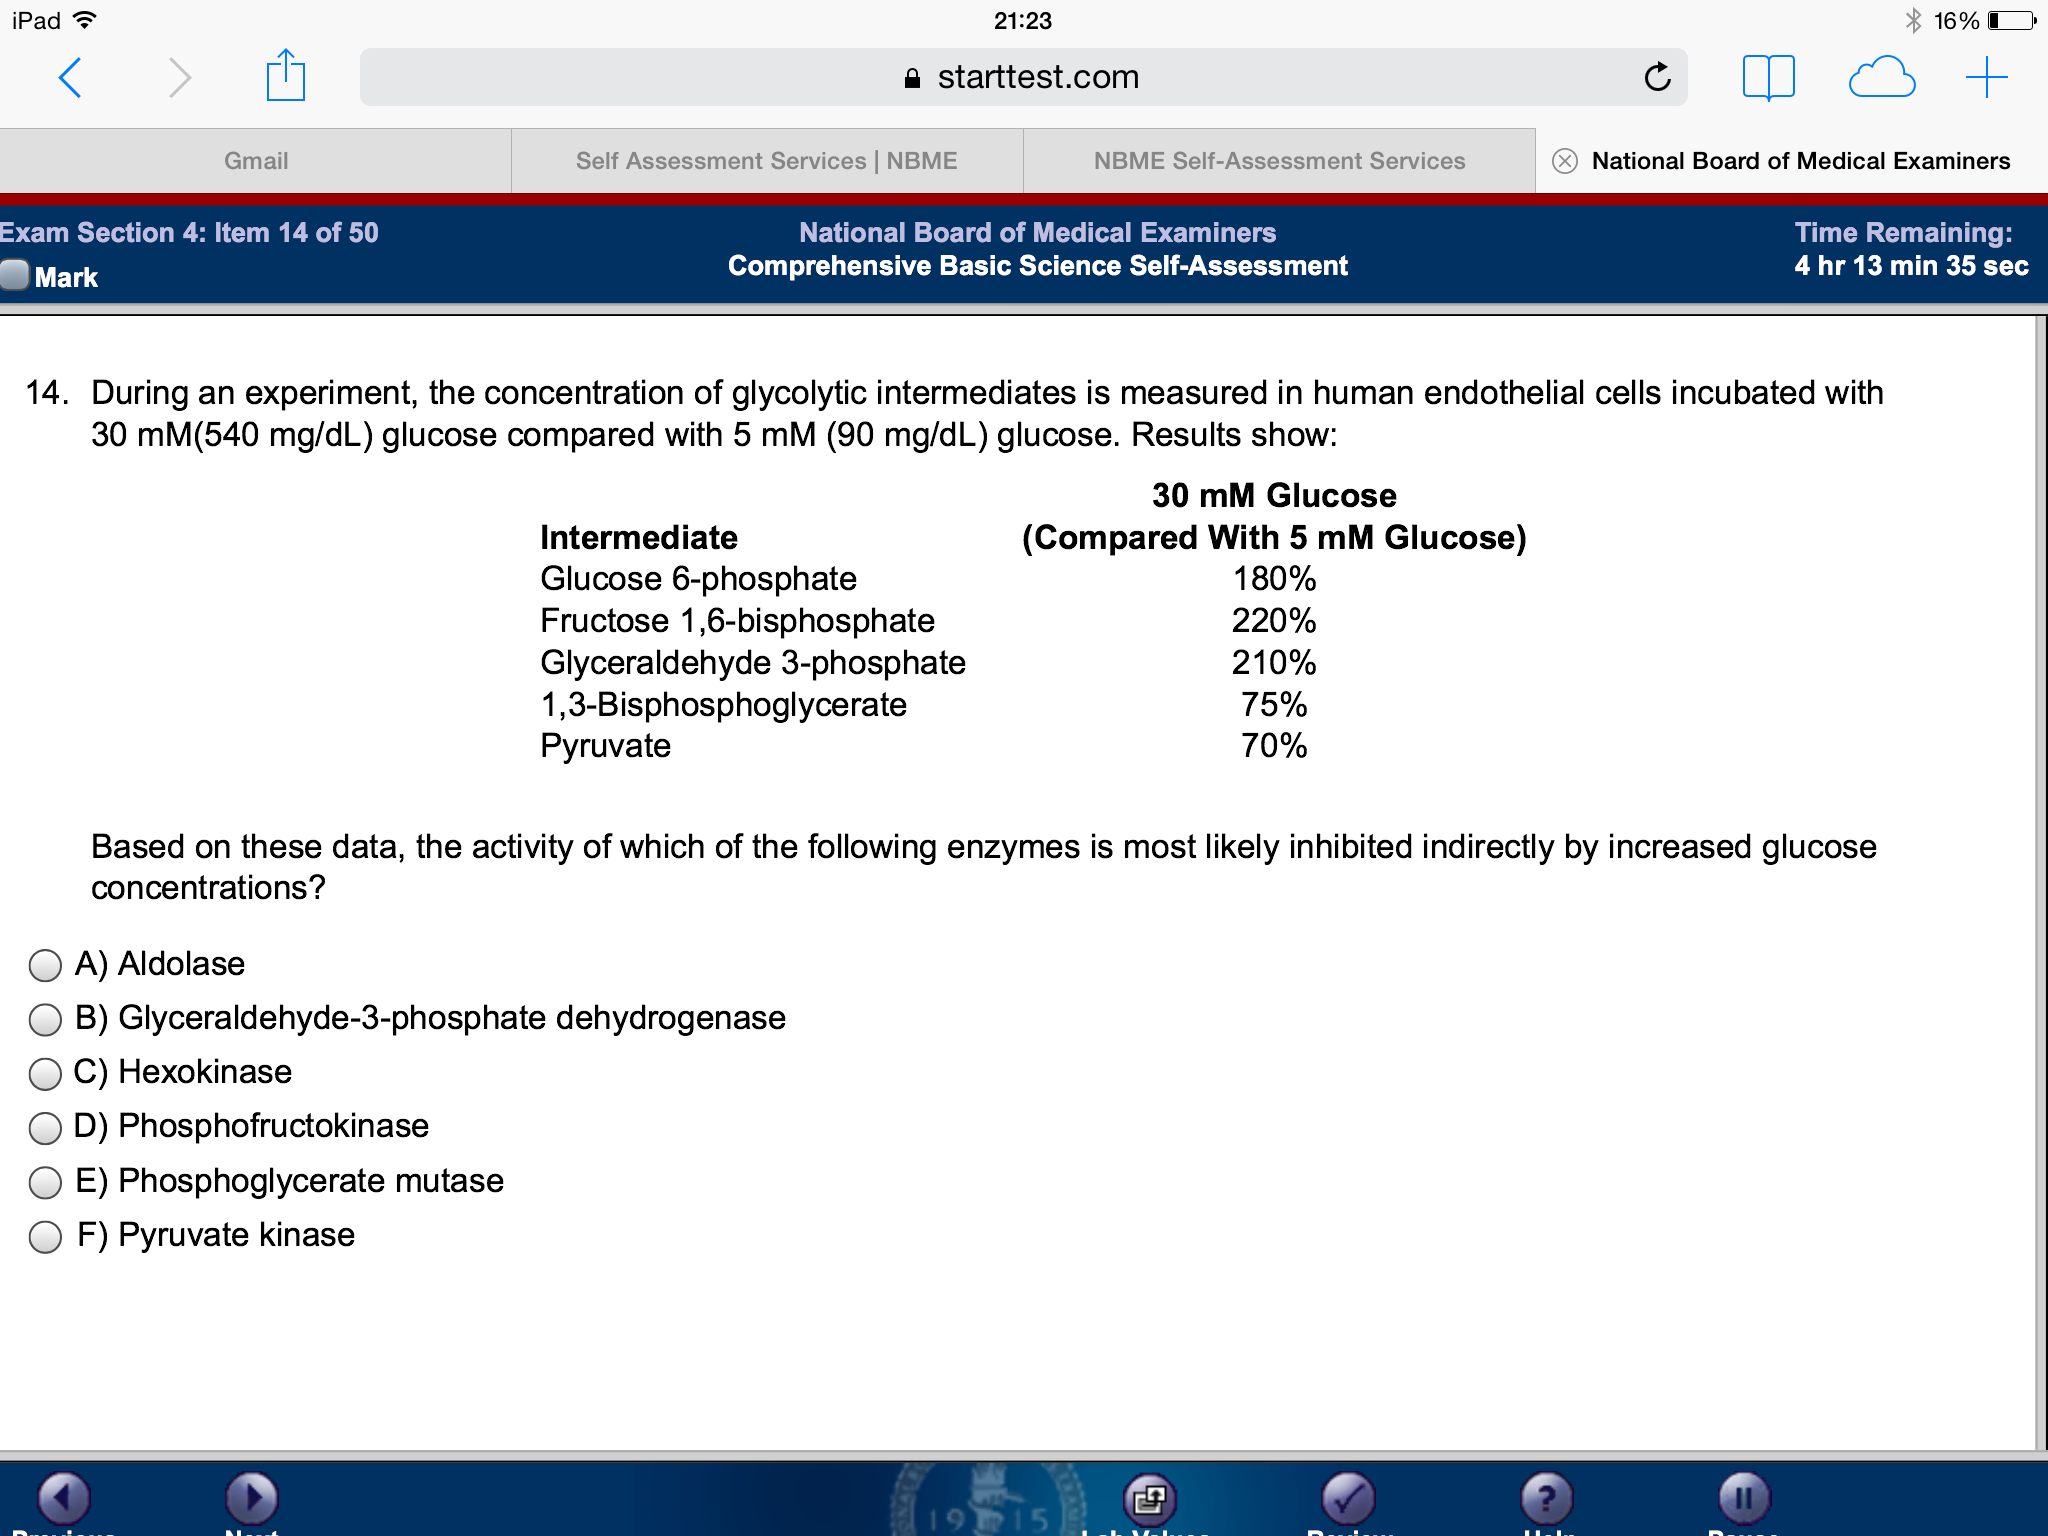 iPad
21:23
16%
starttest.com
Gmail
Self Assessment Services | NBME
NBME Self-Assessment Services
National Board of Medical Examiners
Exam Section 4: Item 14 of 50
National Board of Medical Examiners
Time Remaining:
Mark
Comprehensive Basic Science Self-Assessment
4 hr 13 min 35 sec
14. During an experiment, the concentration of glycolytic intermediates is measured in human endothelial cells incubated with
30 mM(540 mg/dL) glucose compared with 5 mM (90 mg/dL) glucose. Results show:
30 mM Glucose
Intermediate (Compared With 5 mM Glucose)
Glucose 6-phosphate 180%
Fructose 1,6-bisphosphate 220%
Glyceraldehyde 3-phosphate 210%
1,3-Bisphosphoglycerate 75%
Pyruvate 70%
Based on these data, the activity of which of the following enzymes is most likely inhibited indirectly by increased glucose
concentrations?
A) Aldolase
B) Glyceraldehyde-3-phosphate dehydrogenase
C) Hexokinase
D) Phosphofructokinase
E) Phosphoglycerate mutase
F) Pyruvate kinase
1915